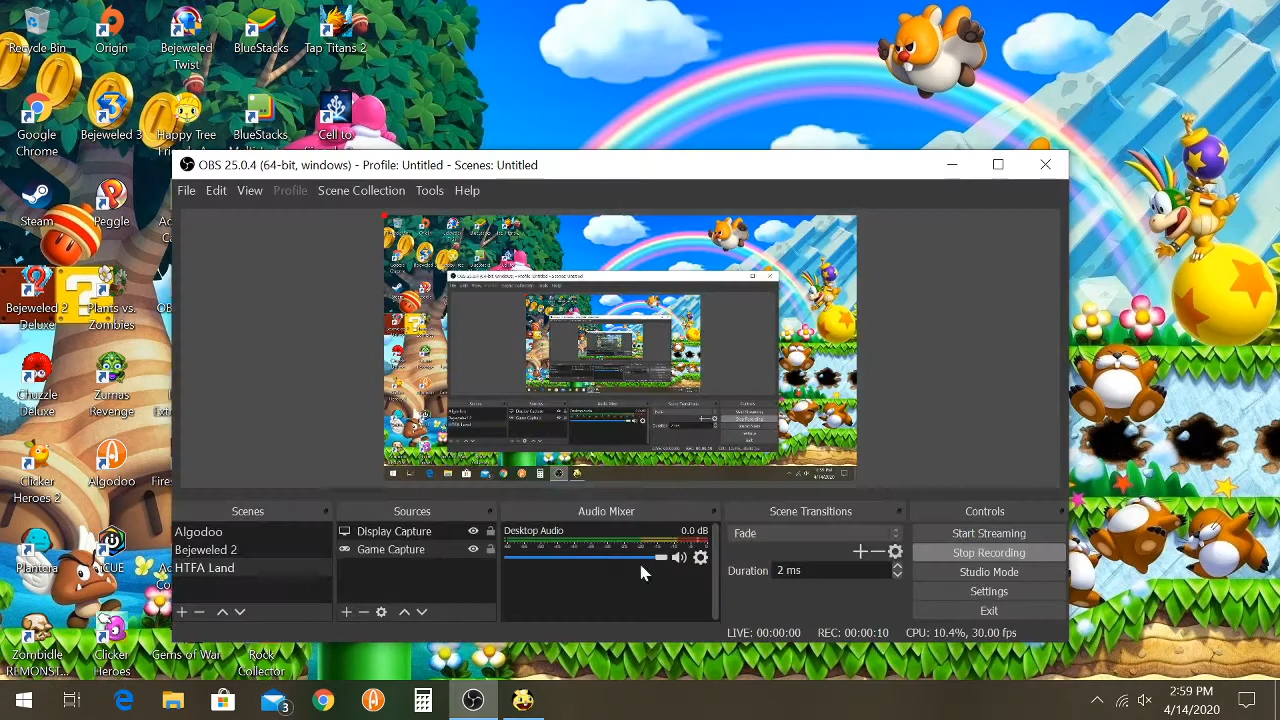 Recycle Bin
Origin
Bejeweled
Twist
BlueStacks
Tap Titans 2
Google
Chrome
Bejeweled 3
Happy Tree
BlueStacks
Cell to
OBS 25.0.4 (64-bit, windows) - Profile: Untitled - Scenes: Untitled
File Edit View Profile Scene Collection Tools Help
Steam
Peggle
Bejeweled 2
Deluxe
Plants vs.
Zombies
Chuzzle
Deluxe
Zumas
Revenge
Clicker
Heroes 2
Algodoo
Plantera
iCUE
Zombidle
Clicker
Heroes
Gems of War
Rock
Collector
Scenes
Algodoo
Bejeweled 2
HTFA Land
Sources
Display Capture
Game Capture
Audio Mixer
Desktop Audio 0.0 dB
Scene Transitions
Fade
Duration 2 ms
Controls
Start Streaming
Stop Recording
Studio Mode
Settings
Exit
LIVE: 00:00:00 REC: 00:00:10 CPU: 10.4%, 30.00 fps
3
2:59 PM
4/14/2020